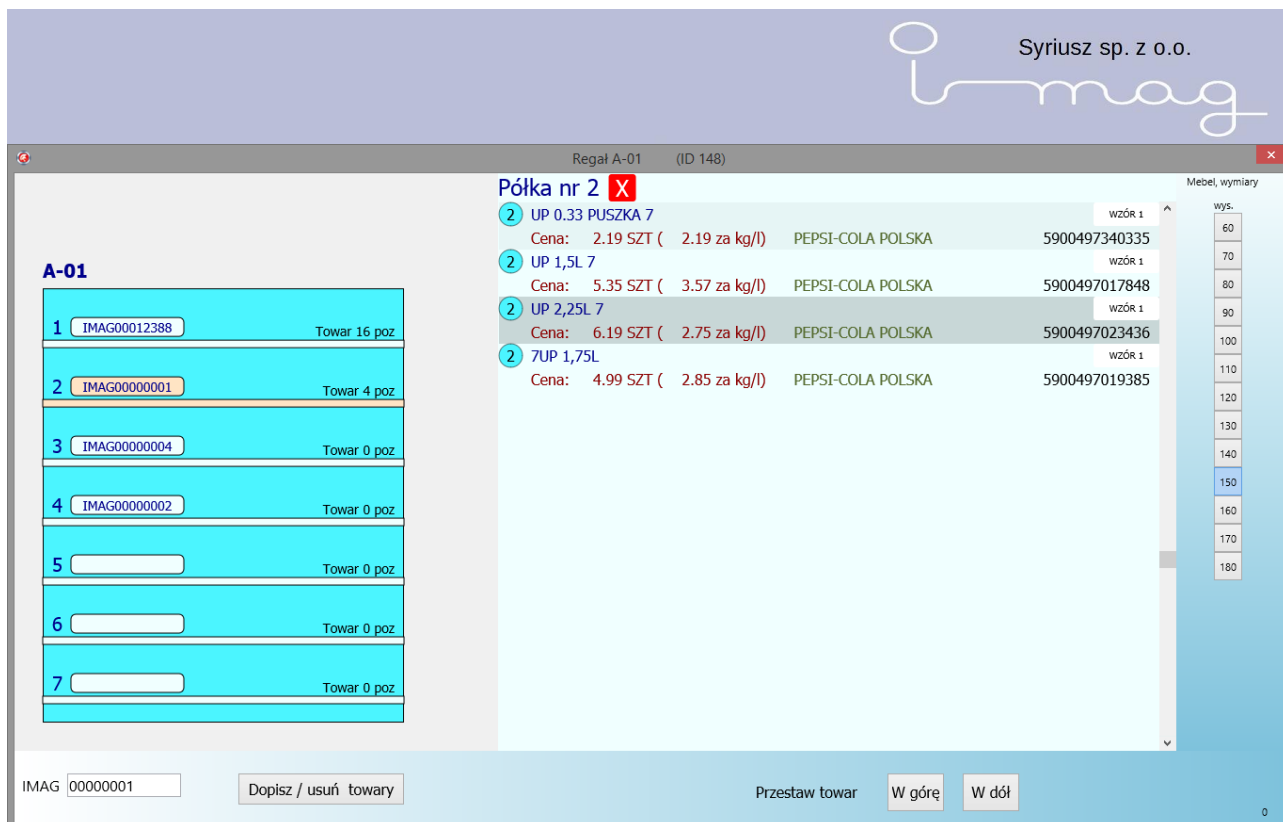 Syriusz sp. z o.o.
imag
Regał A-01 (ID 148)
x
Półka nr 2 X
Mebel, wymiary
wys.
2 UP 0.33 PUSZKA 7 WZÓR 1
Cena: 2.19 SZT ( 2.19 za kg/l) PEPSI-COLA POLSKA 5900497340335
2 UP 1,5L 7 WZÓR 1
Cena: 5.35 SZT ( 3.57 za kg/l) PEPSI-COLA POLSKA 5900497017848
2 UP 2,25L 7 WZÓR 1
Cena: 6.19 SZT ( 2.75 za kg/l) PEPSI-COLA POLSKA 5900497023436
2 7UP 1,75L WZÓR 1
Cena: 4.99 SZT ( 2.85 za kg/l) PEPSI-COLA POLSKA 5900497019385
60
70
80
90
100
110
120
130
140
150
160
170
180
A-01
1 IMAG00012388 Towar 16 poz
2 IMAG00000001 Towar 4 poz
3 IMAG00000004 Towar 0 poz
4 IMAG00000002 Towar 0 poz
5 Towar 0 poz
6 Towar 0 poz
7 Towar 0 poz
IMAG 00000001 Dopisz / usuń towary Przestaw towar W górę W dół
0